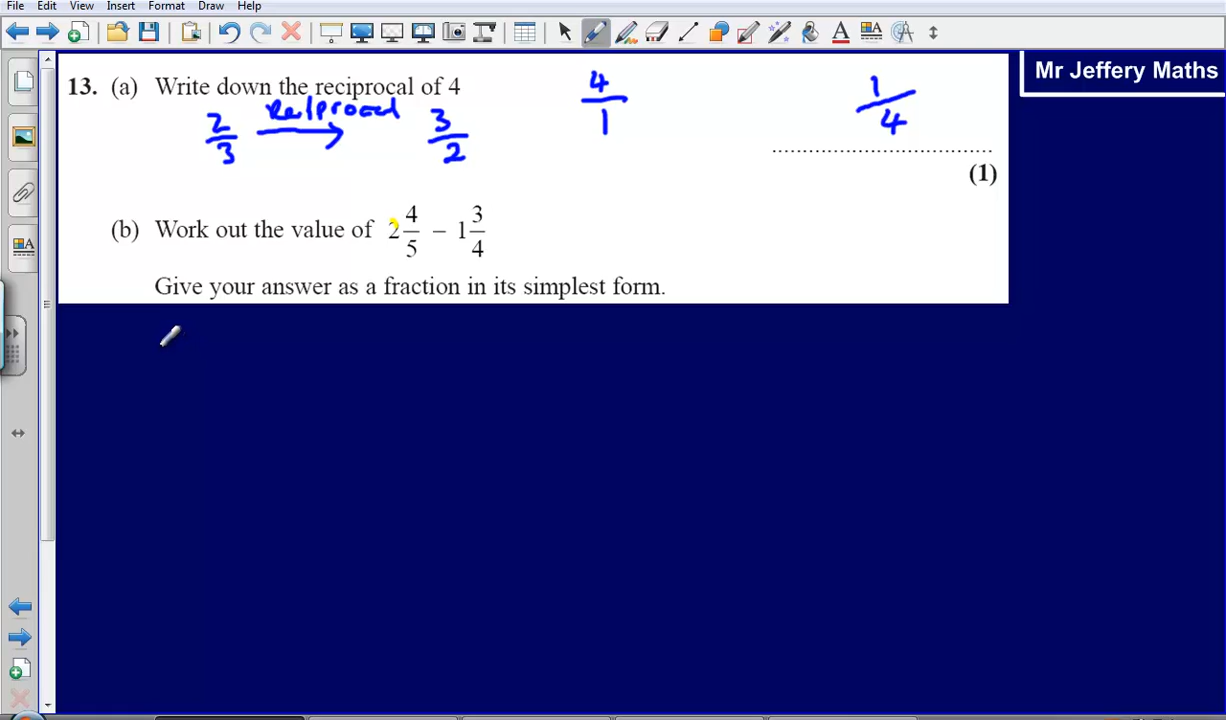 File Edit View Insert Format Draw Help
Mr Jeffery Maths
13. (a) Write down the reciprocal of 4
2/3 Reciprocal 3/2
4/1
1/4
(1)
(b) Work out the value of 2 4/5 − 1 3/4
Give your answer as a fraction in its simplest form.